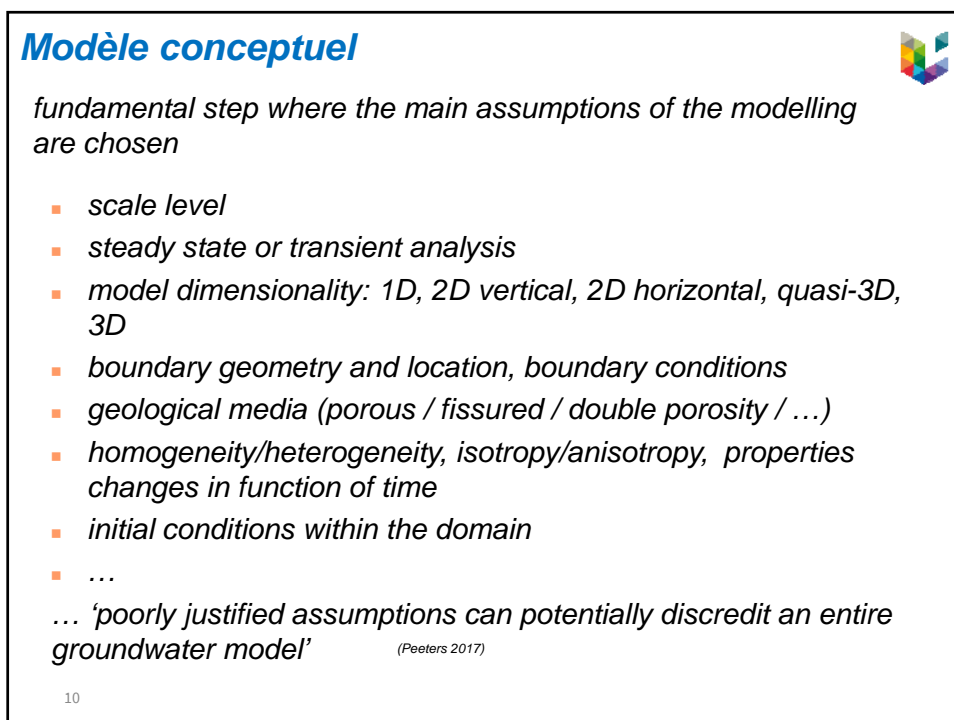 Modèle conceptuel
fundamental step where the main assumptions of the modelling
are chosen
▪ scale level
▪ steady state or transient analysis
▪ model dimensionality: 1D, 2D vertical, 2D horizontal, quasi-3D,
3D
▪ boundary geometry and location, boundary conditions
▪ geological media (porous / fissured / double porosity / …)
▪ homogeneity/heterogeneity, isotropy/anisotropy, properties
changes in function of time
▪ initial conditions within the domain
▪ …
… ‘poorly justified assumptions can potentially discredit an entire
groundwater model’ (Peeters 2017)
10